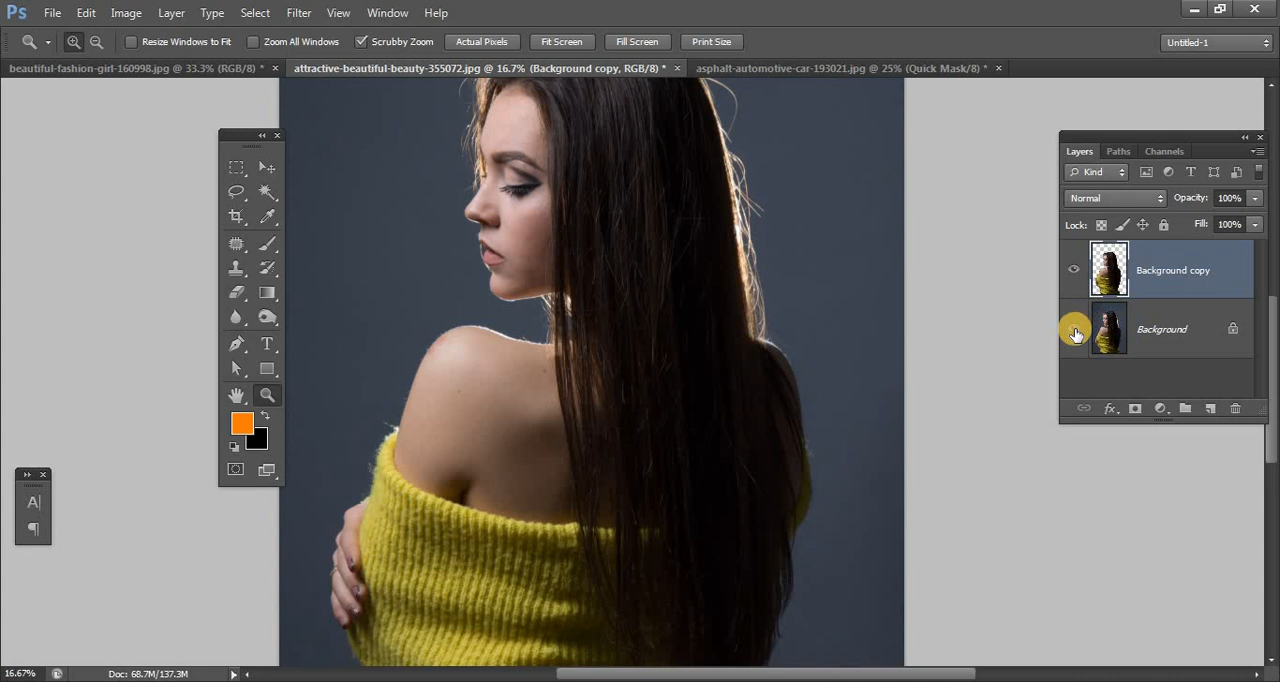 Ps File Edit Image Layer Type Select Filter View Window Help
Resize Windows to Fit Zoom All Windows Scrubby Zoom Actual Pixels Fit Screen Fill Screen Print Size Untitled-1
beautiful-fashion-girl-160998.jpg @ 33.3% (RGB/8) * × attractive-beautiful-beauty-355072.jpg @ 16.7% (Background copy, RGB/8) * × asphalt-automotive-car-193021.jpg @ 25% (Quick Mask/8) * ×
Layers Paths Channels
Kind
Normal Opacity: 100%
Lock: Fill: 100%
Background copy
Background
16.67% Doc: 68.7M/137.3M